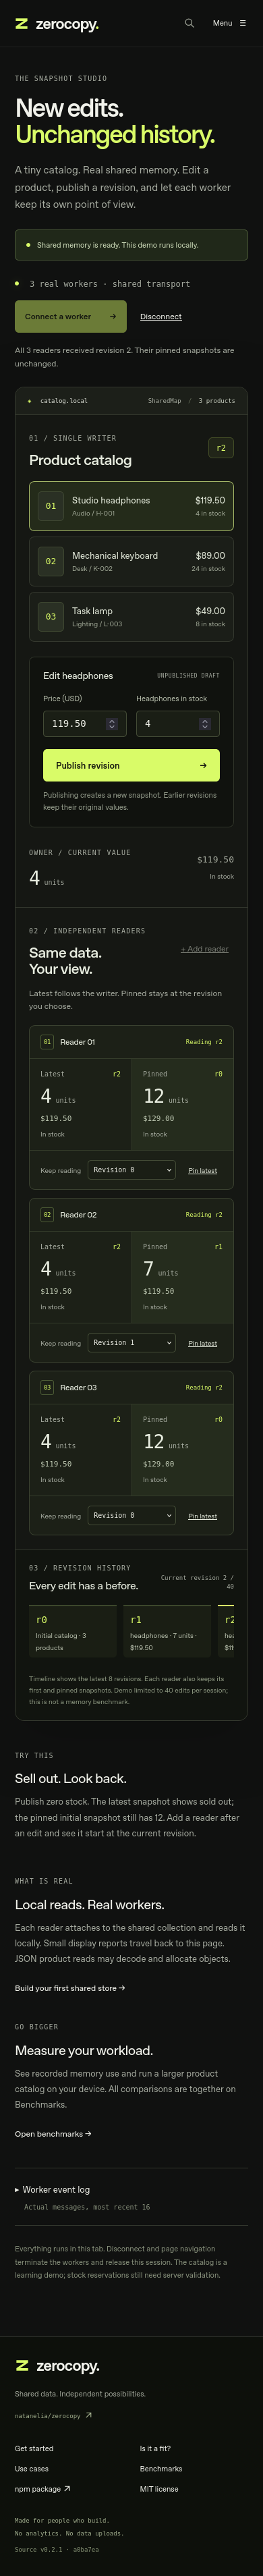 zerocopy.
Menu
THE SNAPSHOT STUDIO
New edits.
Unchanged history.
A tiny catalog. Real shared memory. Edit a
product, publish a revision, and let each worker
keep its own point of view.
Shared memory is ready. This demo runs locally.
3 real workers · shared transport
Connect a worker →
Disconnect
All 3 readers received revision 2. Their pinned snapshots are
unchanged.
catalog.local
SharedMap / 3 products
01 / SINGLE WRITER
Product catalog
r2
01
Studio headphones
$119.50
Audio / H-001
4 in stock
02
Mechanical keyboard
$89.00
Desk / K-002
24 in stock
03
Task lamp
$49.00
Lighting / L-003
8 in stock
Edit headphones
UNPUBLISHED DRAFT
Price (USD)
Headphones in stock
119.50
4
Publish revision →
Publishing creates a new snapshot. Earlier revisions
keep their original values.
OWNER / CURRENT VALUE
$119.50
4 units
In stock
02 / INDEPENDENT READERS
Same data.
Your view.
+ Add reader
Latest follows the writer. Pinned stays at the revision
you choose.
01 Reader 01
Reading r2
Latest r2
Pinned r0
4 units
12 units
$119.50
$129.00
In stock
In stock
Keep reading
Revision 0
Pin latest
02 Reader 02
Reading r2
Latest r2
Pinned r1
4 units
7 units
$119.50
$119.50
In stock
In stock
Keep reading
Revision 1
Pin latest
03 Reader 03
Reading r2
Latest r2
Pinned r0
4 units
12 units
$119.50
$129.00
In stock
In stock
Keep reading
Revision 0
Pin latest
03 / REVISION HISTORY
Every edit has a before.
Current revision 2 /
40
r0
Initial catalog · 3
products
r1
headphones · 7 units ·
$119.50
r2
Timeline shows the latest 8 revisions. Each reader also keeps its
first and pinned snapshots. Demo limited to 40 edits per session;
this is not a memory benchmark.
TRY THIS
Sell out. Look back.
Publish zero stock. The latest snapshot shows sold out;
the pinned initial snapshot still has 12. Add a reader after
an edit and see it start at the current revision.
WHAT IS REAL
Local reads. Real workers.
Each reader attaches to the shared collection and reads it
locally. Small display reports travel back to this page.
JSON product reads may decode and allocate objects.
Build your first shared store →
GO BIGGER
Measure your workload.
See recorded memory use and run a larger product
catalog on your device. All comparisons are together on
Benchmarks.
Open benchmarks →
▸ Worker event log
Actual messages, most recent 16
Everything runs in this tab. Disconnect and page navigation
terminate the workers and release this session. The catalog is a
learning demo; stock reservations still need server validation.
zerocopy.
Shared data. Independent possibilities.
natanelia/zerocopy ↗
Get started
Is it a fit?
Use cases
Benchmarks
npm package ↗
MIT license
Made for people who build.
No analytics. No data uploads.
Source v0.2.1 · a0ba7ea